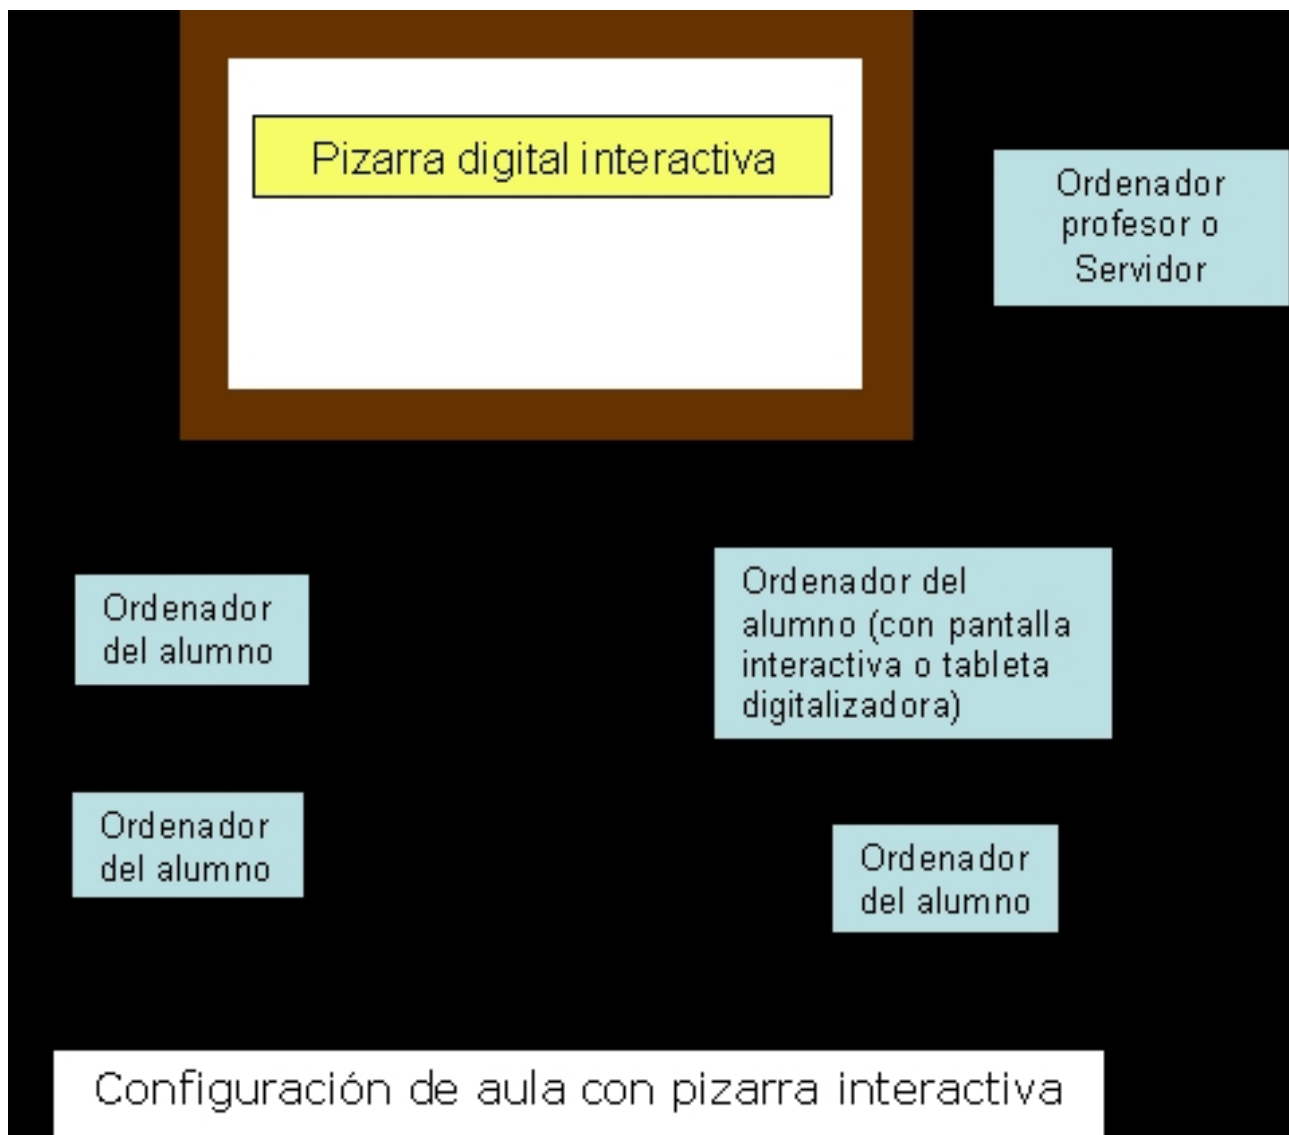 Pizarra digital interactiva
Ordenador
profesor o
Servidor
Ordenador
del alumno
Ordenador del
alumno (con pantalla
interactiva o tableta
digitalizadora)
Ordenador
del alumno
Ordenador
del alumno
Configuración de aula con pizarra interactiva